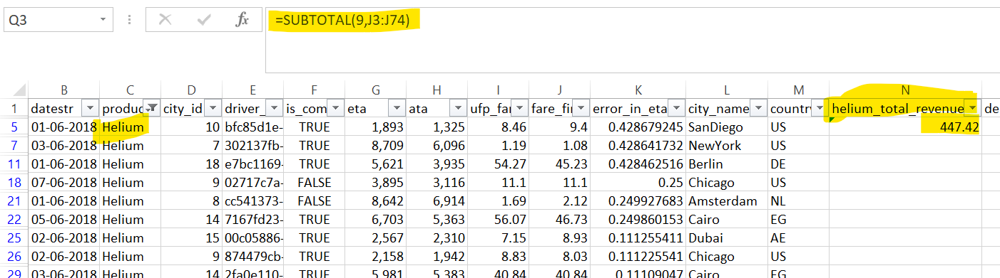 Q3 fx =SUBTOTAL(9,J3:J74)
B C D E F G H I J K L M N
1 datestr produc city_id driver_ is_com eta ata ufp_far fare_fi error_in_eta city_name country helium_total_revenue de
5 01-06-2018 Helium 10 bfc85d1e- TRUE 1,893 1,325 8.46 9.4 0.428679245 SanDiego US 447.42
7 03-06-2018 Helium 7 302137fb- TRUE 8,709 6,096 1.19 1.08 0.428641732 NewYork US
11 01-06-2018 Helium 18 e7bc1169- TRUE 5,621 3,935 54.27 45.23 0.428462516 Berlin DE
18 07-06-2018 Helium 9 02717c7a- FALSE 3,895 3,116 11.1 11.1 0.25 Chicago US
21 01-06-2018 Helium 8 cc541373- FALSE 8,642 6,914 1.69 2.12 0.249927683 Amsterdam NL
22 05-06-2018 Helium 14 7167fd23- TRUE 6,703 5,363 56.07 46.73 0.249860153 Cairo EG
25 02-06-2018 Helium 15 00c05886- TRUE 2,567 2,310 7.15 8.93 0.111255411 Dubai AE
26 02-06-2018 Helium 9 874479cb- TRUE 2,158 1,942 8.83 8.03 0.111225541 Chicago US
29 03-06-2018 Helium 14 2fa0e110- TRUE 5,981 5,383 40.84 40.84 0.11109047 Cairo EG